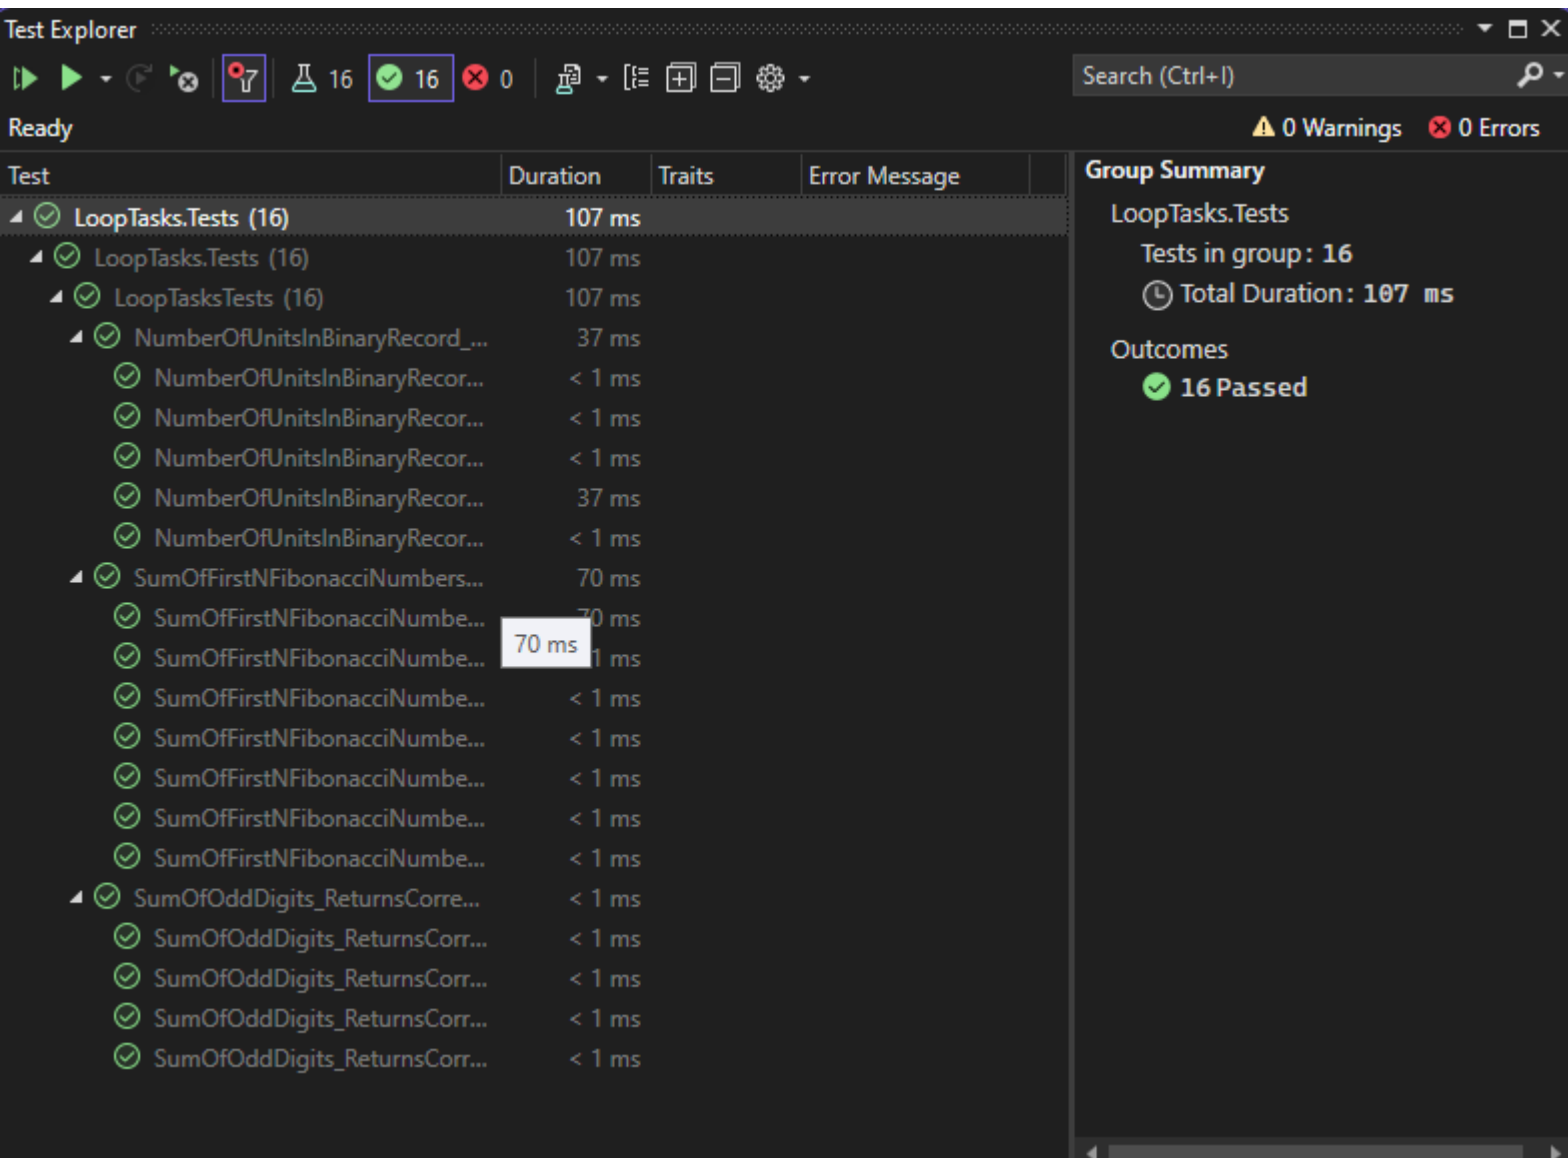 Test Explorer
16 16 0
Search (Ctrl+I)
Ready
0 Warnings 0 Errors
Test Duration Traits Error Message
LoopTasks.Tests (16) 107 ms
LoopTasks.Tests (16) 107 ms
LoopTasksTests (16) 107 ms
NumberOfUnitsInBinaryRecord_... 37 ms
NumberOfUnitsInBinaryRecor... < 1 ms
NumberOfUnitsInBinaryRecor... < 1 ms
NumberOfUnitsInBinaryRecor... < 1 ms
NumberOfUnitsInBinaryRecor... 37 ms
NumberOfUnitsInBinaryRecor... < 1 ms
SumOfFirstNFibonacciNumbers... 70 ms
SumOfFirstNFibonacciNumbe... 70 ms
70 ms
SumOfFirstNFibonacciNumbe... 1 ms
SumOfFirstNFibonacciNumbe... < 1 ms
SumOfFirstNFibonacciNumbe... < 1 ms
SumOfFirstNFibonacciNumbe... < 1 ms
SumOfFirstNFibonacciNumbe... < 1 ms
SumOfFirstNFibonacciNumbe... < 1 ms
SumOfOddDigits_ReturnsCorre... < 1 ms
SumOfOddDigits_ReturnsCorr... < 1 ms
SumOfOddDigits_ReturnsCorr... < 1 ms
SumOfOddDigits_ReturnsCorr... < 1 ms
SumOfOddDigits_ReturnsCorr... < 1 ms
Group Summary
LoopTasks.Tests
Tests in group: 16
Total Duration: 107 ms
Outcomes
16 Passed